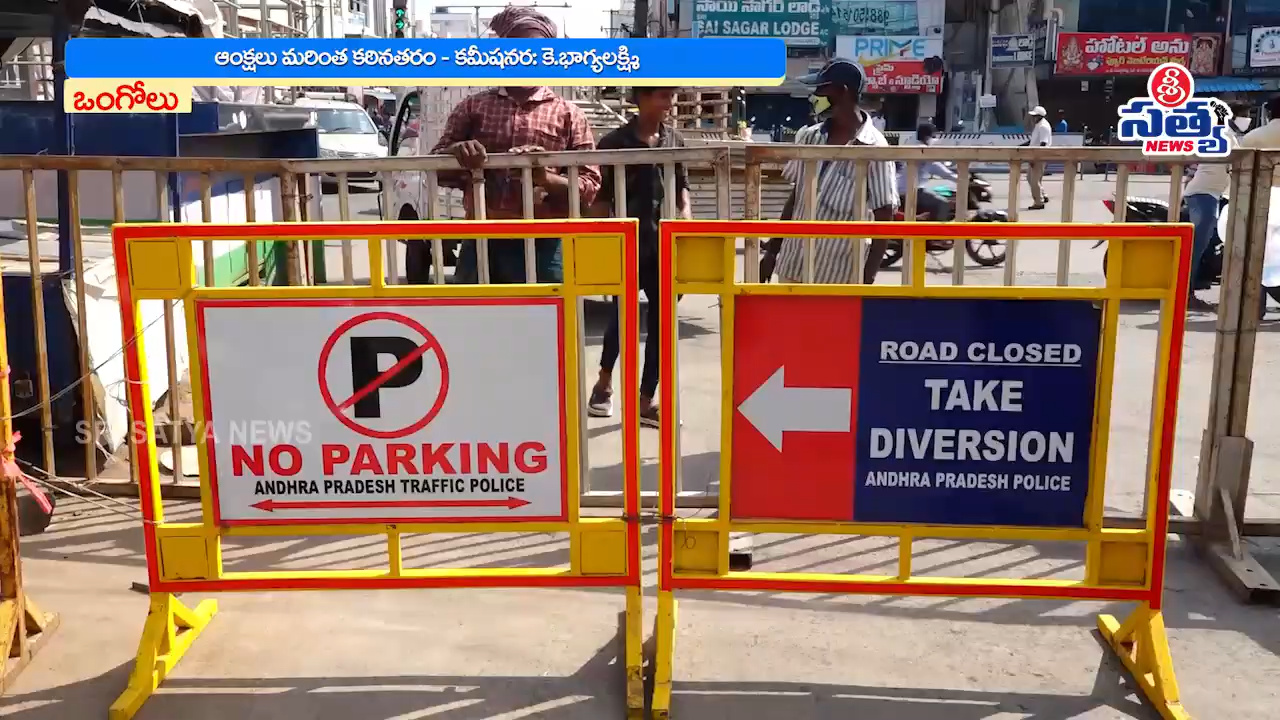 సాయి సాగర్ లాడ్జి
SAI SAGAR LODGE
PRIME
హోటల్ అను
ఆంక్షలు మరింత కఠినతరం - కమీషనర్: కె.భాగ్యలక్ష్మి
ఒంగోలు
శ్రీ
సత్య
NEWS
P
SRI SATYA NEWS
NO PARKING
ANDHRA PRADESH TRAFFIC POLICE
ROAD CLOSED
TAKE
DIVERSION
ANDHRA PRADESH POLICE